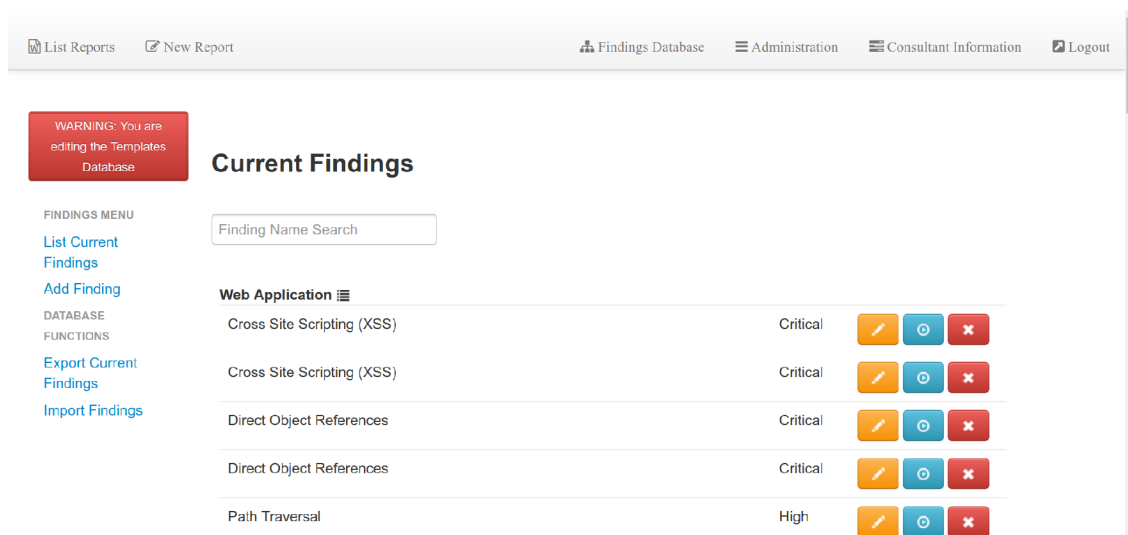 List Reports New Report Findings Database Administration Consultant Information Logout
WARNING: You are
editing the Templates
Database
Current Findings
FINDINGS MENU
List Current
Findings
Add Finding
DATABASE
FUNCTIONS
Export Current
Findings
Import Findings
Finding Name Search
Web Application
Cross Site Scripting (XSS) Critical
Cross Site Scripting (XSS) Critical
Direct Object References Critical
Direct Object References Critical
Path Traversal High